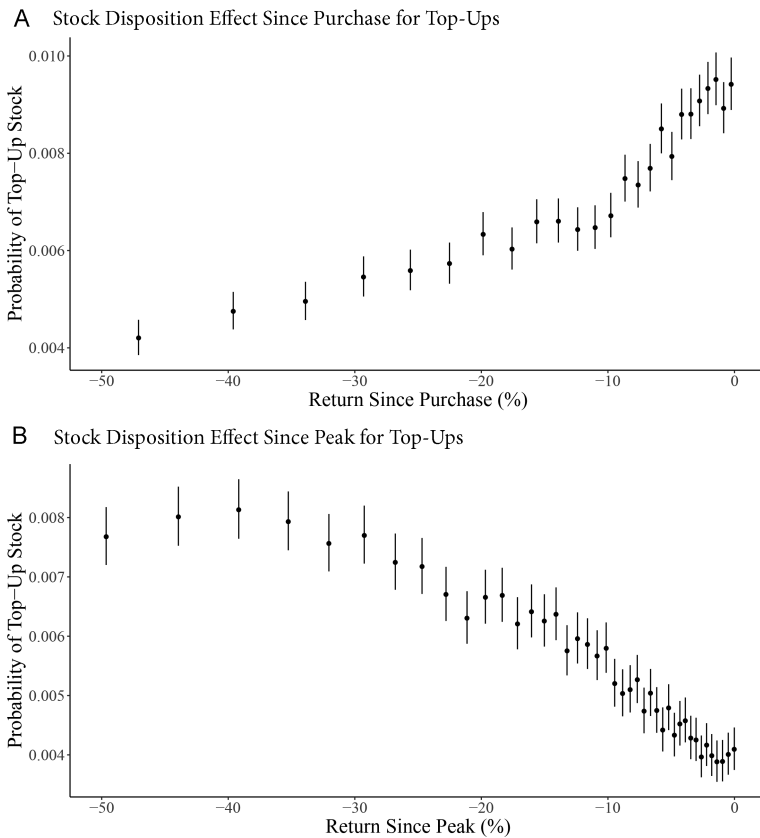 A Stock Disposition Effect Since Purchase for Top-Ups
Probability of Top−Up Stock
0.010
0.008
0.006
0.004
−50 −40 −30 −20 −10 0
Return Since Purchase (%)
B Stock Disposition Effect Since Peak for Top-Ups
Probability of Top−Up Stock
0.008
0.007
0.006
0.005
0.004
−50 −40 −30 −20 −10 0
Return Since Peak (%)